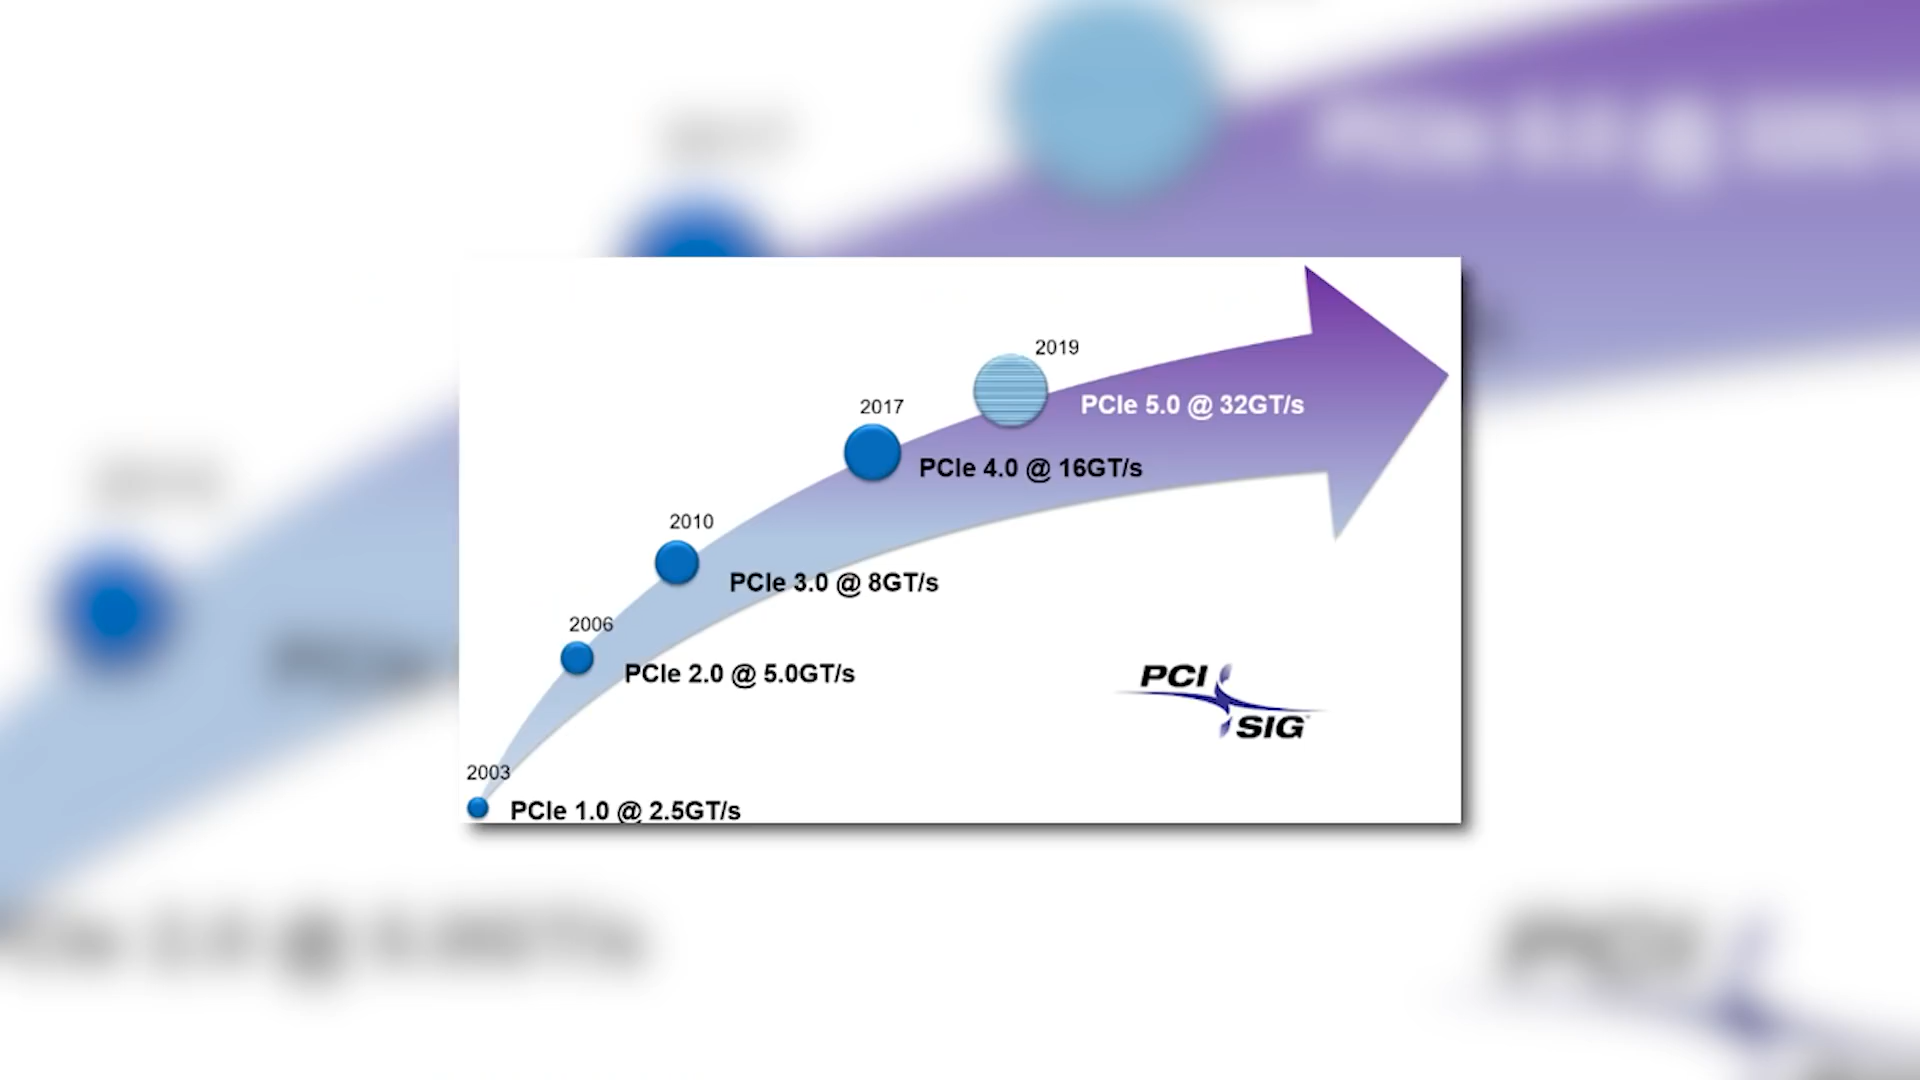 2019
PCIe 5.0 @ 32GT/s
2017
PCIe 4.0 @ 16GT/s
2010
PCIe 3.0 @ 8GT/s
2006
PCIe 2.0 @ 5.0GT/s
PCI
SIG
2003
PCIe 1.0 @ 2.5GT/s